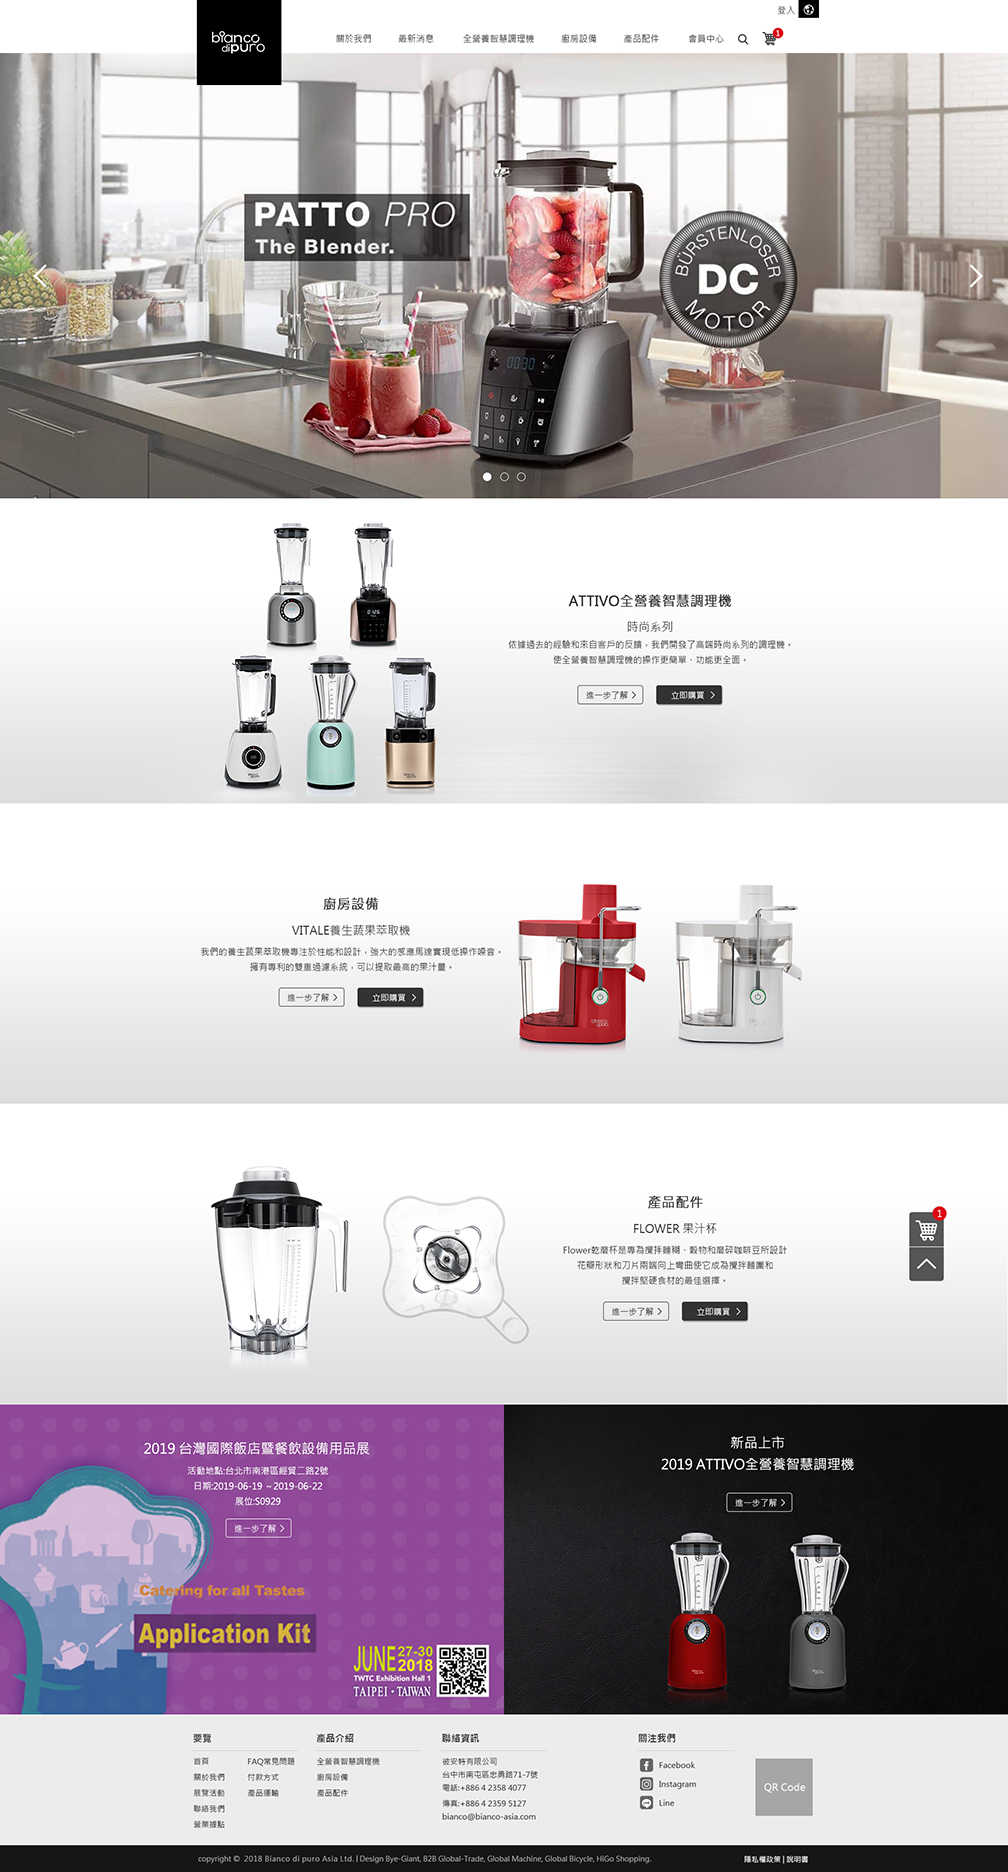 登入
bianco
di puro
關於我們
最新消息
全營養智慧調理機
廚房設備
產品配件
會員中心
1
PATTO PRO
The Blender.
BÜRSTENLOSER
DC
MOTOR
00:30
ATTIVO全營養智慧調理機
時尚系列
依據過去的經驗和來自客戶的反饋，我們開發了高端時尚系列的調理機。
使全營養智慧調理機的操作更簡單、功能更全面。
進一步了解
立即購買
廚房設備
VITALE養生蔬果萃取機
我們的養生蔬果萃取機專注於性能和設計，強大的感應馬達實現低操作噪音。
擁有專利的雙重過濾系統，可以提取最高的果汁量。
進一步了解
立即購買
產品配件
FLOWER 果汁杯
Flower乾磨杯是專為攪拌麵糊、穀物和磨碎咖啡豆所設計
花瓣形狀和刀片兩端向上彎曲使它成為攪拌麵團和
攪拌堅硬食材的最佳選擇。
進一步了解
立即購買
1
2019 台灣國際飯店暨餐飲設備用品展
活動地點:台北市南港區經貿二路2號
日期:2019-06-19 ~2019-06-22
展位:S0929
進一步了解
Catering for all Tastes
Application Kit
JUNE 27-30
2018
TWTC Exhibition Hall 1
TAIPEI・TAIWAN
新品上市
2019 ATTIVO全營養智慧調理機
進一步了解
要覽
首頁
關於我們
展覽活動
聯絡我們
營業據點
FAQ常見問題
付款方式
產品運輸
產品介紹
全營養智慧調理機
廚房設備
產品配件
聯絡資訊
彼安特有限公司
台中市南屯區忠勇路71-7號
電話:+886 4 2358 4077
傳真:+886 4 2359 5127
bianco@bianco-asia.com
關注我們
Facebook
Instagram
Line
QR Code
copyright © 2018 Bianco di puro Asia Ltd. | Design Bye-Giant, B2B Global-Trade, Global Machine, Global Bicycle, HiGo Shopping.
隱私權政策 | 說明書